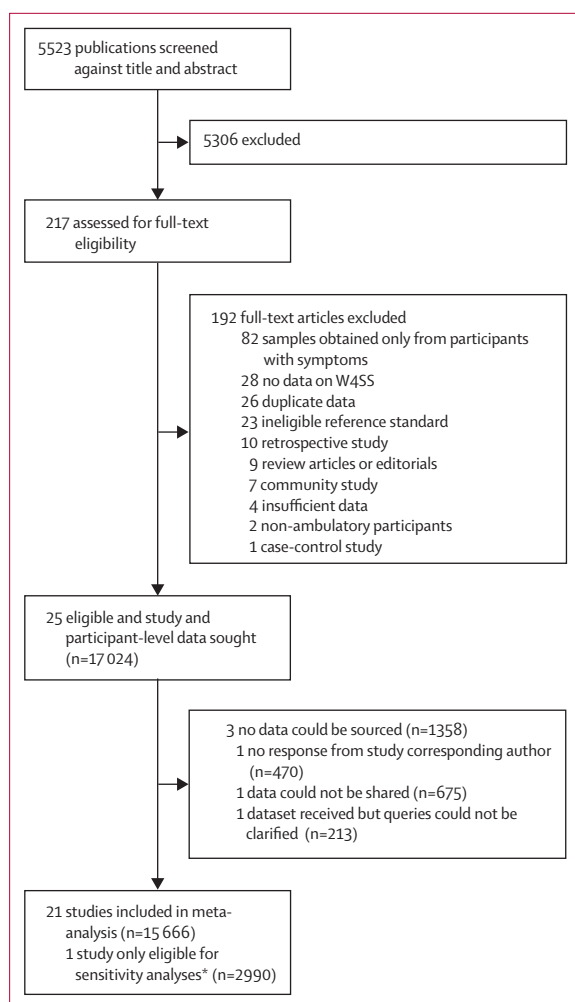 5523 publications screened
against title and abstract
5306 excluded
217 assessed for full-text
eligibility
192 full-text articles excluded
82 samples obtained only from participants
with symptoms
28 no data on W4SS
26 duplicate data
23 ineligible reference standard
10 retrospective study
9 review articles or editorials
7 community study
4 insufficient data
2 non-ambulatory participants
1 case-control study
25 eligible and study and
participant-level data sought
(n=17 024)
3 no data could be sourced (n=1358)
1 no response from study corresponding author
(n=470)
1 data could not be shared (n=675)
1 dataset received but queries could not be
clarified (n=213)
21 studies included in meta-
analysis (n=15 666)
1 study only eligible for
sensitivity analyses* (n=2990)